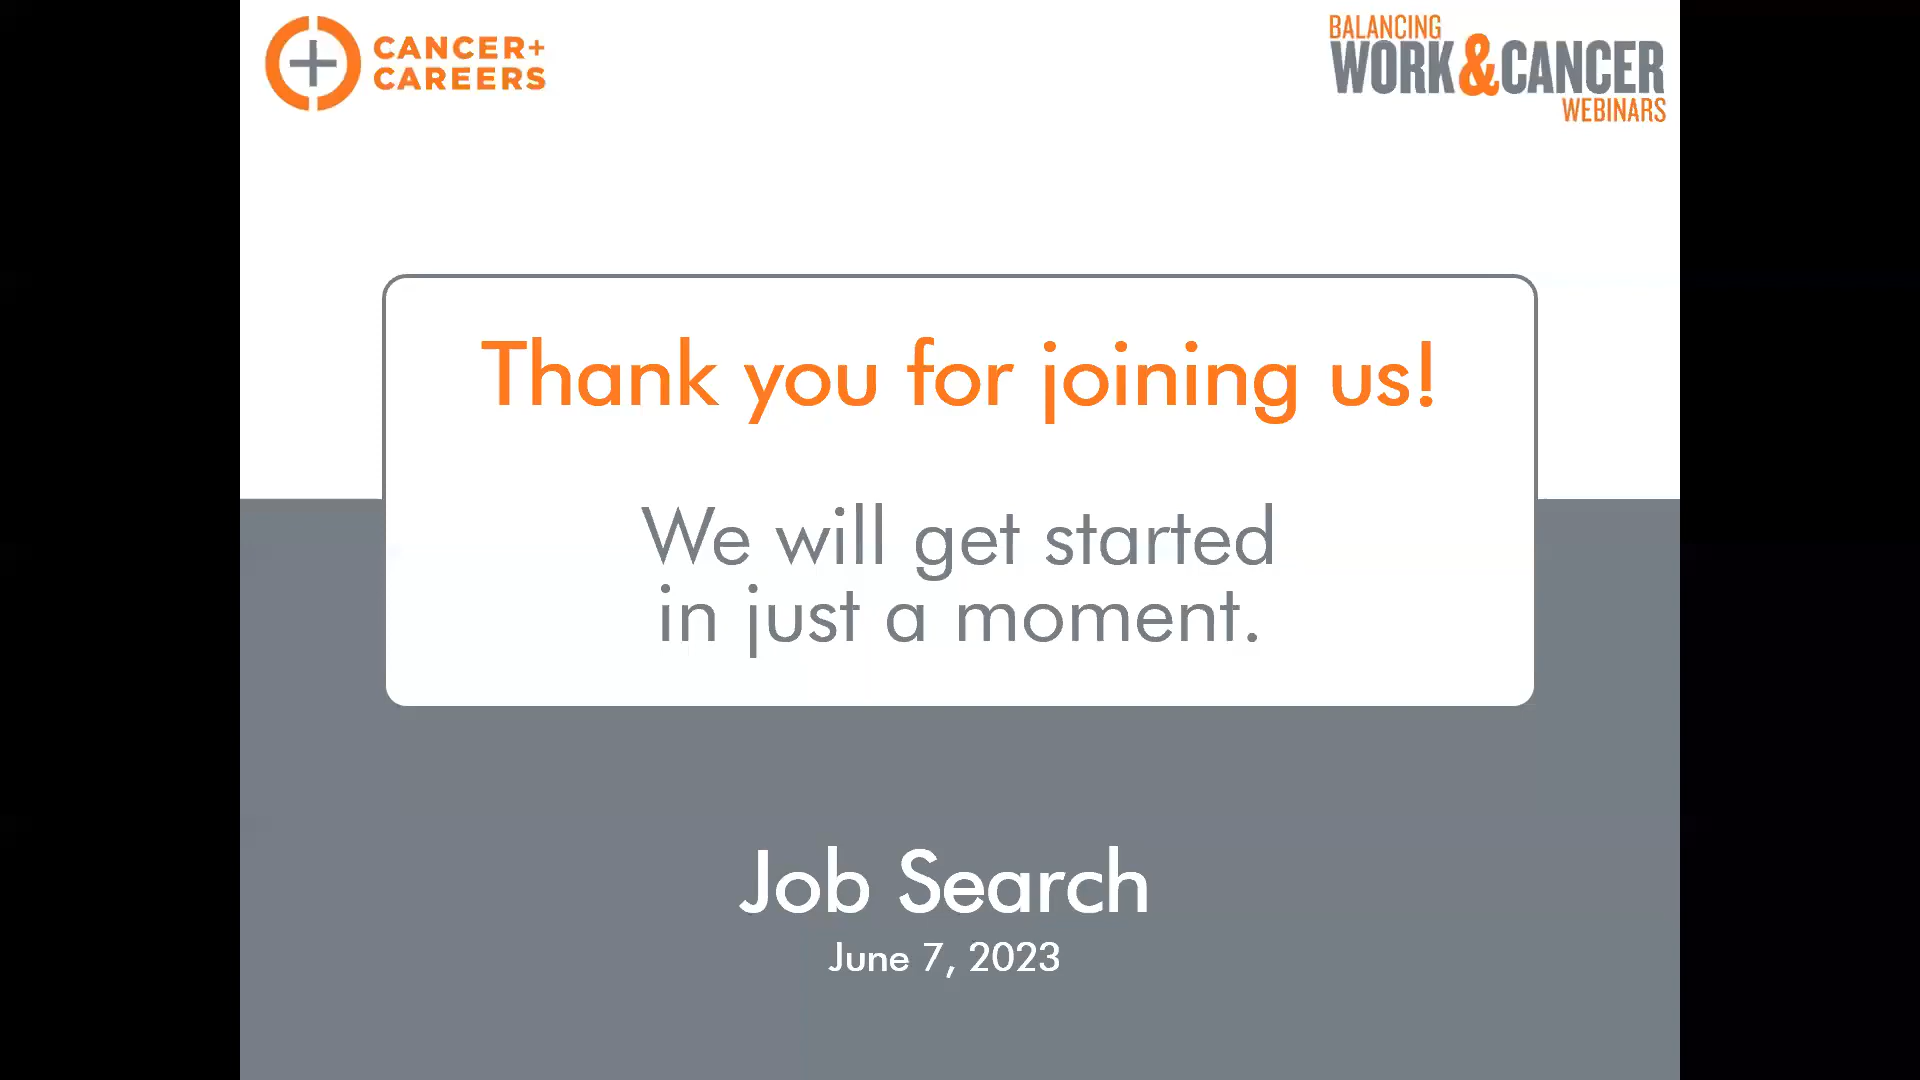 CANCER+
CAREERS
BALANCING
WORK&CANCER
WEBINARS
Thank you for joining us!
We will get started
in just a moment.
Job Search
June 7, 2023